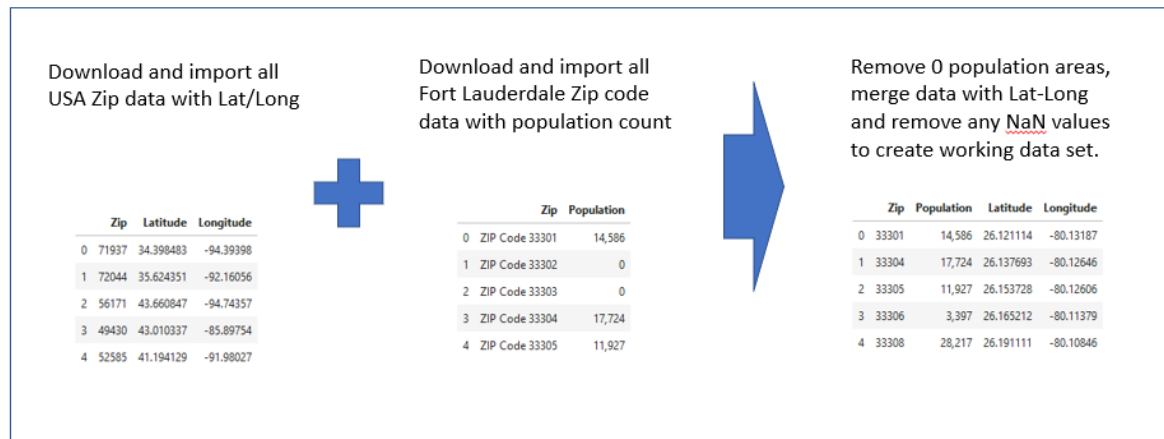 Download and import all
USA Zip data with Lat/Long
Zip Latitude Longitude
0 71937 34.398483 -94.39398
1 72044 35.624351 -92.16056
2 56171 43.660847 -94.74357
3 49430 43.010337 -85.89754
4 52585 41.194129 -91.98027
Download and import all
Fort Lauderdale Zip code
data with population count
Zip Population
0 ZIP Code 33301 14,586
1 ZIP Code 33302 0
2 ZIP Code 33303 0
3 ZIP Code 33304 17,724
4 ZIP Code 33305 11,927
Remove 0 population areas,
merge data with Lat-Long
and remove any NaN values
to create working data set.
Zip Population Latitude Longitude
0 33301 14,586 26.121114 -80.13187
1 33304 17,724 26.137693 -80.12646
2 33305 11,927 26.153728 -80.12606
3 33306 3,397 26.165212 -80.11379
4 33308 28,217 26.191111 -80.10846